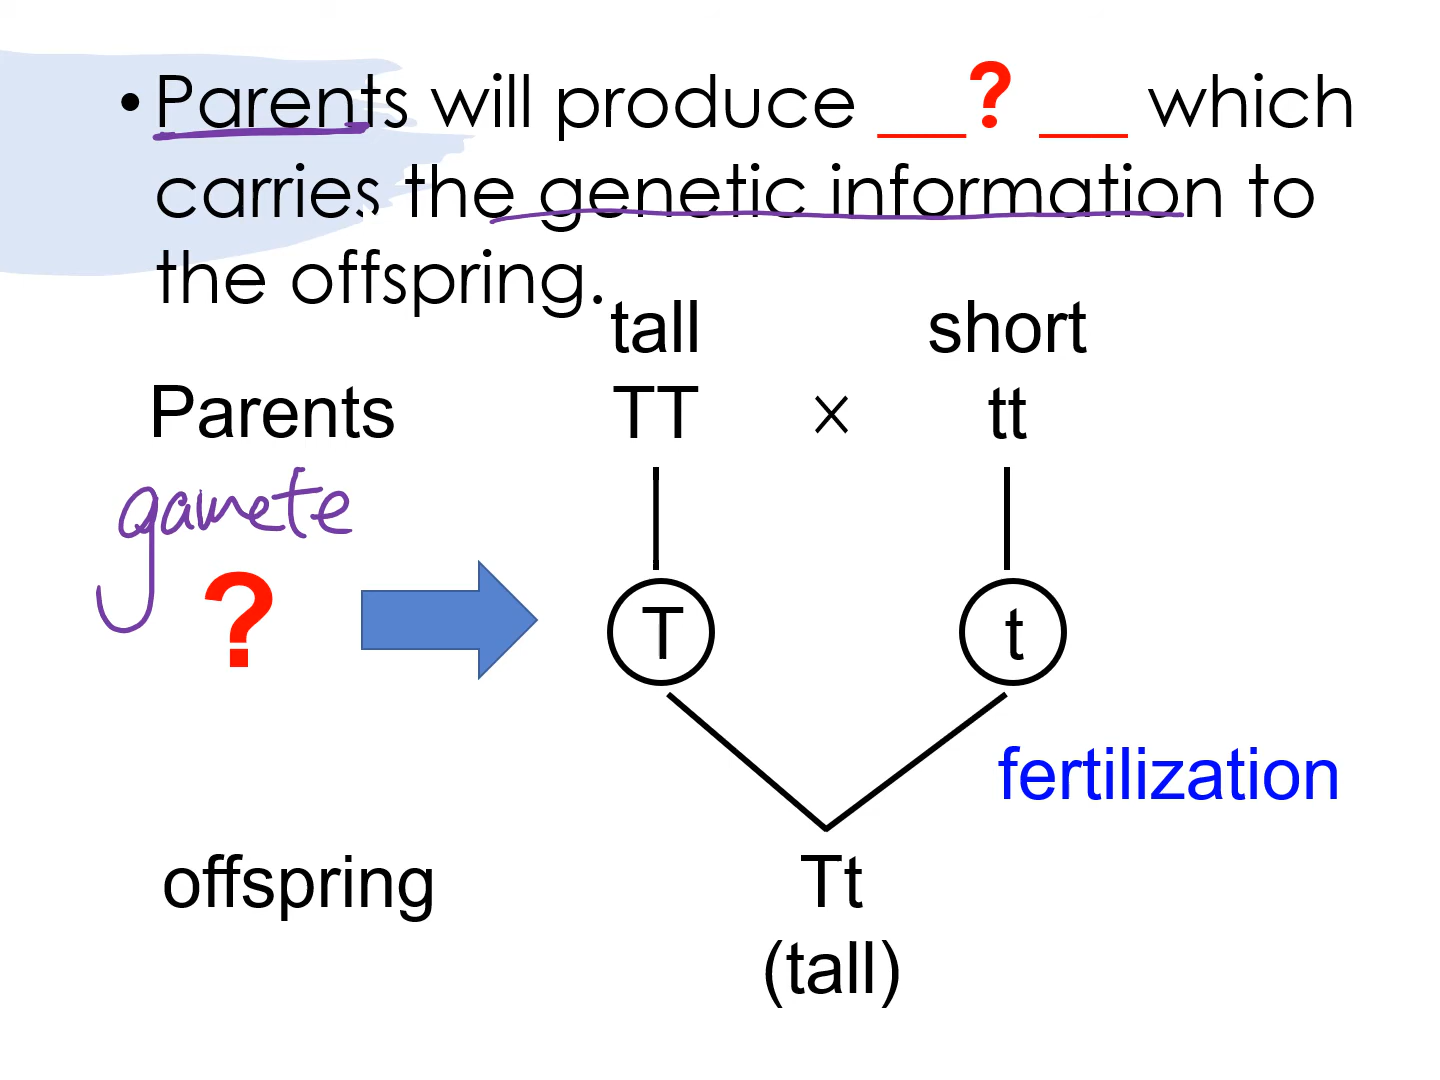 • Parents will produce __? __ which
carries the genetic information to
the offspring.
tall short
Parents TT × tt
gamete
? T t
fertilization
offspring Tt
(tall)